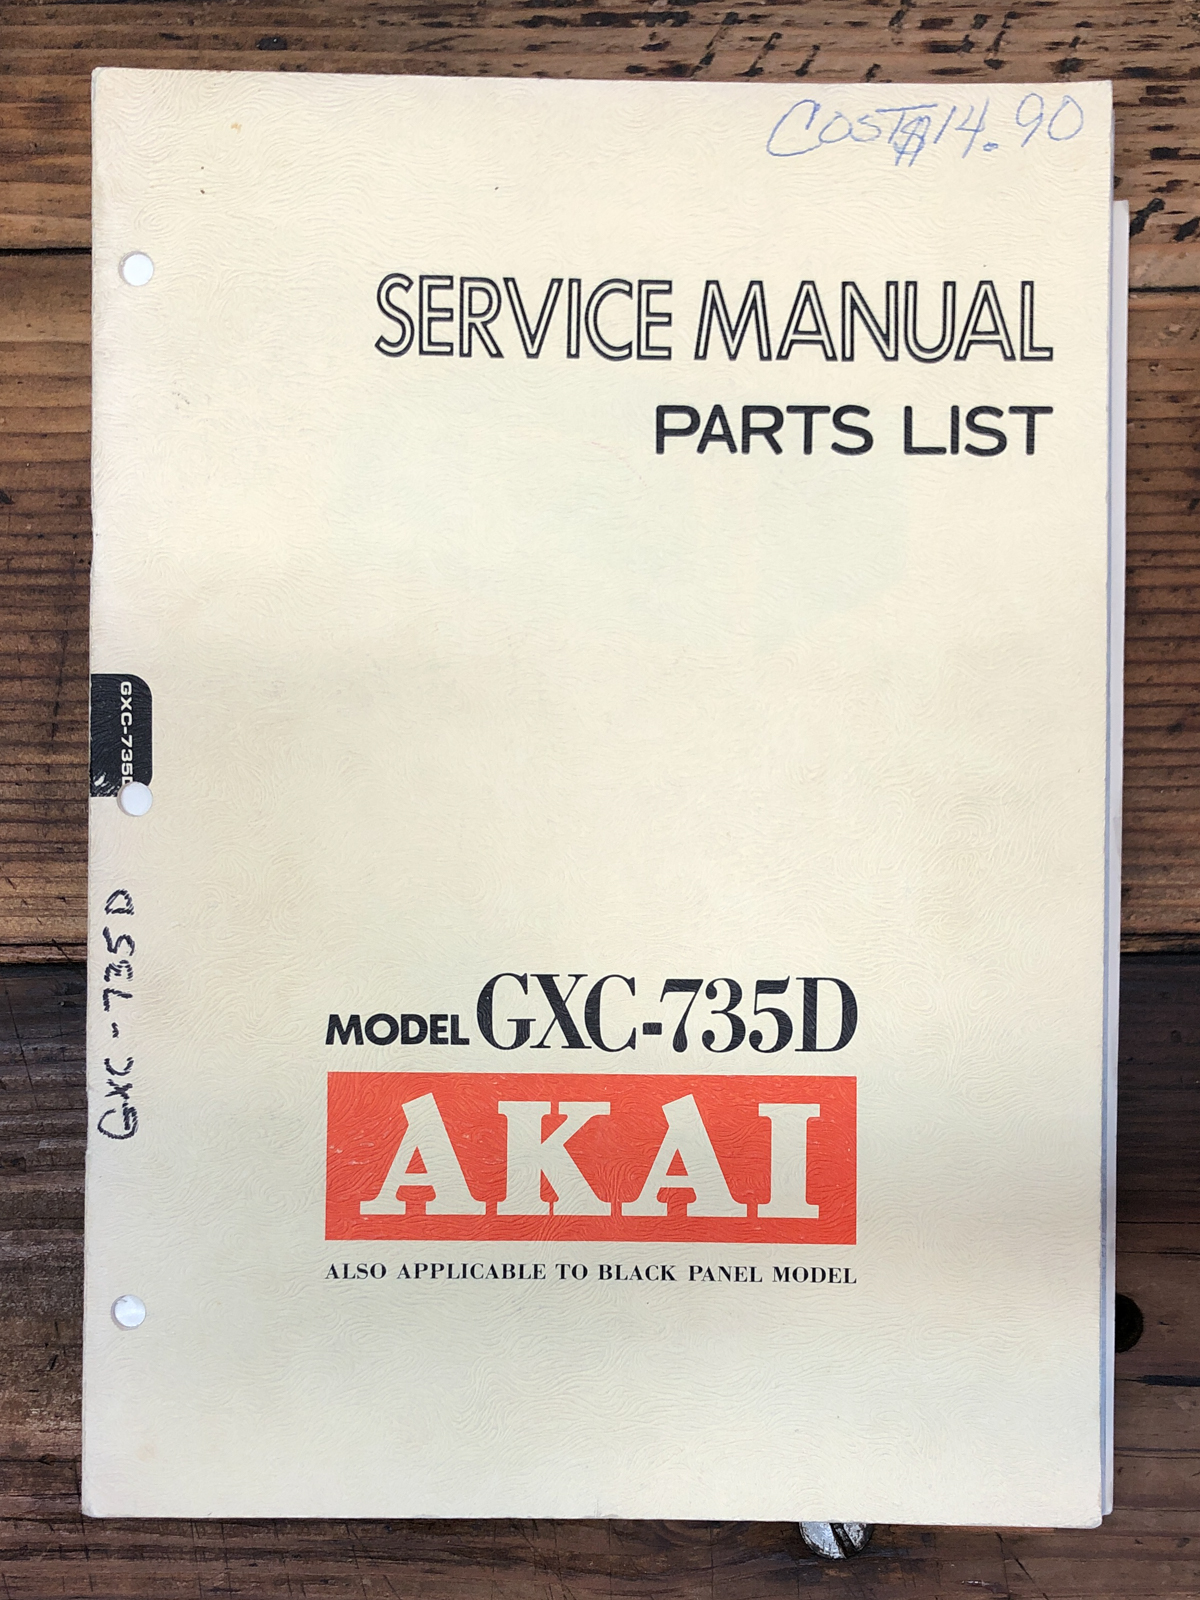 COST $14.90
SERVICE MANUAL
PARTS LIST
GXC-735D
GXC-735D
MODEL GXC-735D
AKAI
ALSO APPLICABLE TO BLACK PANEL MODEL